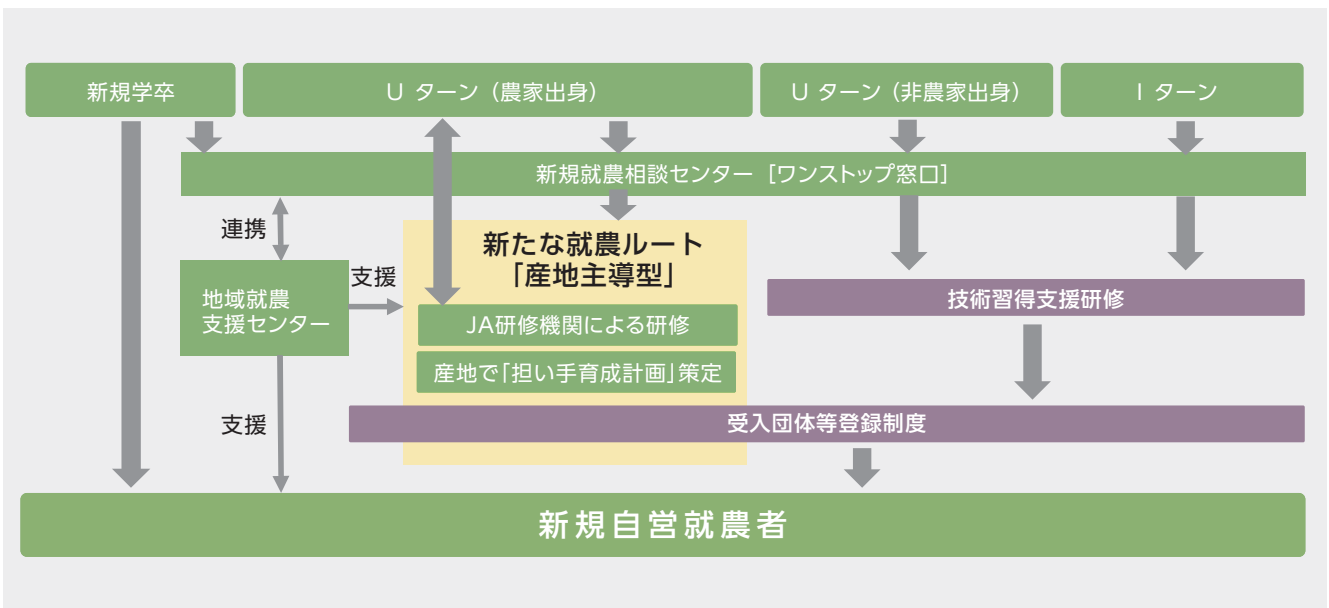 新規学卒
U ターン（農家出身）
U ターン（非農家出身）
I ターン
新規就農相談センター［ワンストップ窓口］
連携
新たな就農ルート
「産地主導型」
支援
地域就農
支援センター
技術習得支援研修
JA研修機関による研修
産地で「担い手育成計画」策定
支援
受入団体等登録制度
新規自営就農者